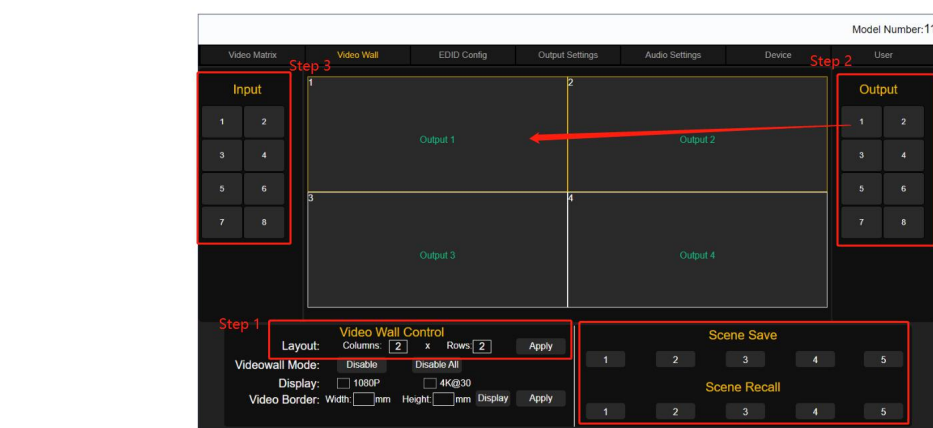 Model Number:11
Video Matrix Video Wall EDID Config Output Settings Audio Settings Device User
Step 3
Step 2
Input
1 2
3 4
5 6
7 8
1
Output 1
2
Output 2
3
Output 3
4
Output 4
Output
1 2
3 4
5 6
7 8
Step 1
Video Wall Control
Layout: Columns: 2 x Rows: 2 Apply
Videowall Mode: Disable Disable All
Display: 1080P 4K@30
Video Border: Width: mm Height: mm Display Apply
Scene Save
1 2 3 4 5
Scene Recall
1 2 3 4 5